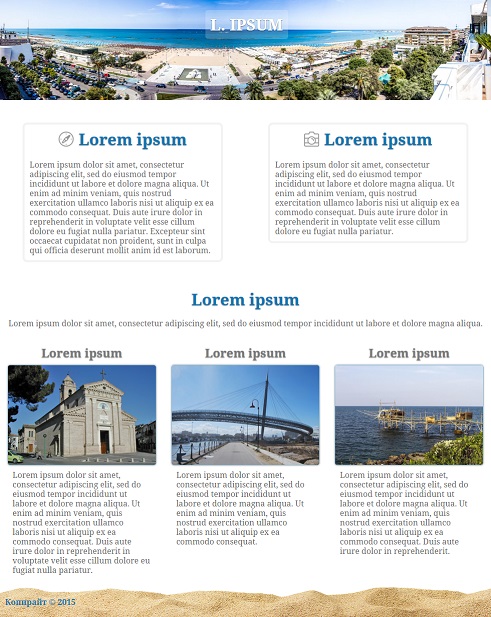 L. IPSUM
Lorem ipsum
Lorem ipsum dolor sit amet, consectetur
adipiscing elit, sed do eiusmod tempor
incididunt ut labore et dolore magna aliqua. Ut
enim ad minim veniam, quis nostrud
exercitation ullamco laboris nisi ut aliquip ex ea
commodo consequat. Duis aute irure dolor in
reprehenderit in voluptate velit esse cillum
dolore eu fugiat nulla pariatur. Excepteur sint
occaecat cupidatat non proident, sunt in culpa
qui officia deserunt mollit anim id est laborum.
Lorem ipsum
Lorem ipsum dolor sit amet, consectetur
adipiscing elit, sed do eiusmod tempor
incididunt ut labore et dolore magna aliqua. Ut
enim ad minim veniam, quis nostrud
exercitation ullamco laboris nisi ut aliquip ex ea
commodo consequat. Duis aute irure dolor in
reprehenderit in voluptate velit esse cillum
dolore eu fugiat nulla pariatur.
Lorem ipsum
Lorem ipsum dolor sit amet, consectetur adipiscing elit, sed do eiusmod tempor incididunt ut labore et dolore magna aliqua.
Lorem ipsum
Lorem ipsum dolor sit amet,
consectetur adipiscing elit, sed do
eiusmod tempor incididunt ut
labore et dolore magna aliqua. Ut
enim ad minim veniam, quis
nostrud exercitation ullamco
laboris nisi ut aliquip ex ea
commodo consequat. Duis aute
irure dolor in reprehenderit in
voluptate velit esse cillum dolore eu
fugiat nulla pariatur.
Lorem ipsum
Lorem ipsum dolor sit amet,
consectetur adipiscing elit, sed do
eiusmod tempor incididunt ut
labore et dolore magna aliqua. Ut
enim ad minim veniam, quis
nostrud exercitation ullamco
laboris nisi ut aliquip ex ea
commodo consequat.
Lorem ipsum
Lorem ipsum dolor sit amet,
consectetur adipiscing elit, sed do
eiusmod tempor incididunt ut
labore et dolore magna aliqua. Ut
enim ad minim veniam, quis
nostrud exercitation ullamco
laboris nisi ut aliquip ex ea
commodo consequat. Duis aute
irure dolor in reprehenderit.
Копирайт © 2015